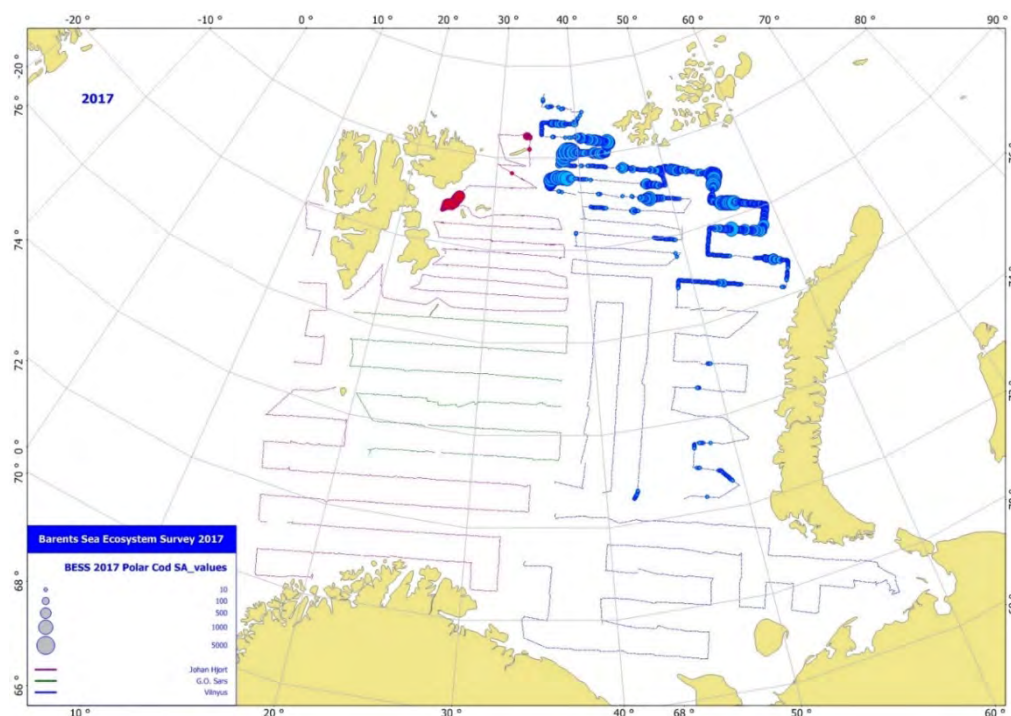 -20 ° -10 ° 0 ° 10 ° 20 ° 30 ° 40 ° 50 ° 60 ° 70 ° 80 ° 90 °
-20 °
76 °
2017
74 °
72 °
70 ° 0 °
68 °
66 °
Barents Sea Ecosystem Survey 2017
BESS 2017 Polar Cod SA_values
10
100
500
1000
5000
Johan Hjort
G.O. Sars
Vilnyus
10 ° 20 ° 30 ° 40 ° 68 ° 50 ° 60 °